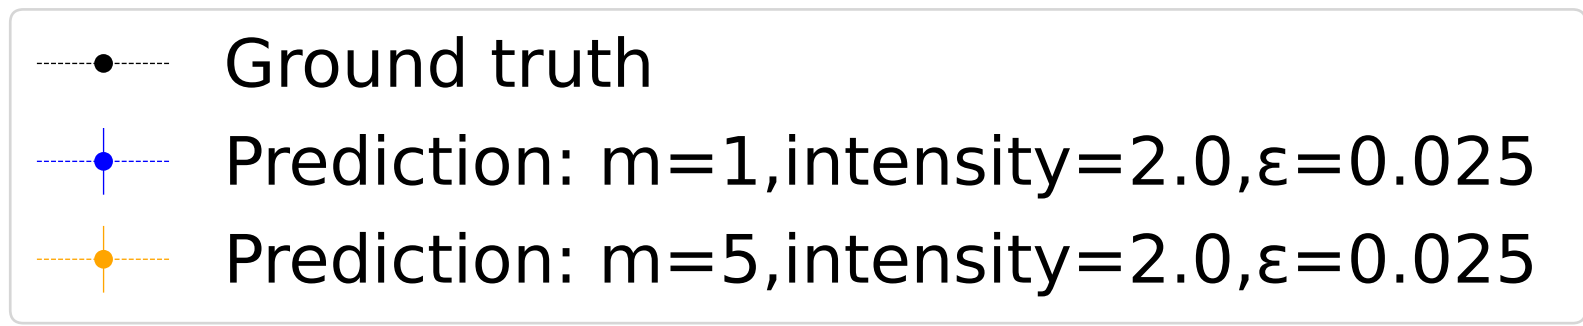 Ground truth
Prediction: m=1,intensity=2.0,ε=0.025
Prediction: m=5,intensity=2.0,ε=0.025